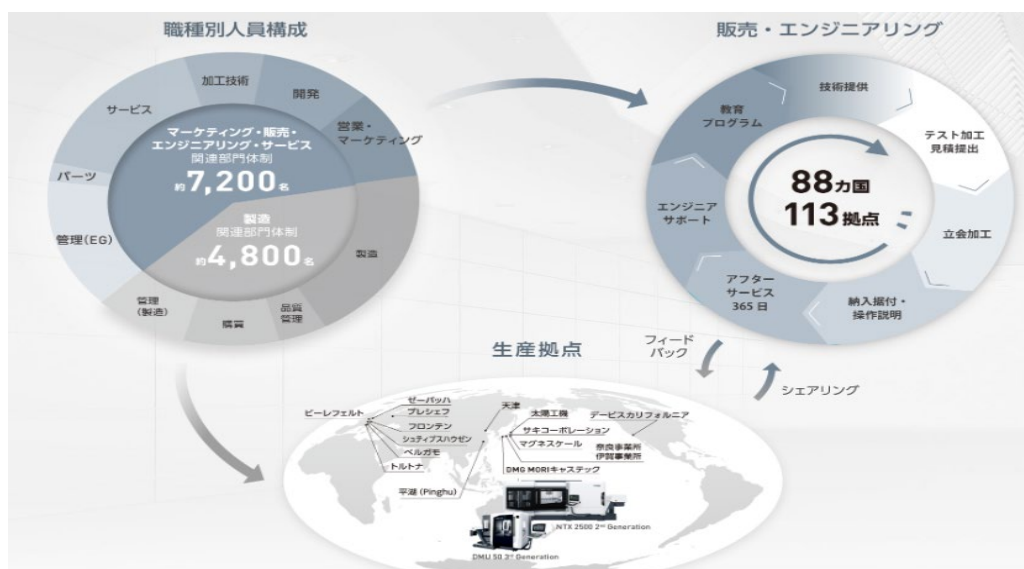 職種別人員構成
加工技術
開発
営業・
マーケティング
サービス
パーツ
管理(EG)
マーケティング・販売・
エンジニアリング・サービス
関連部門体制
約7,200名
製造
関連部門体制
約4,800名
製造
品質
管理
購買
管理
(製造)
販売・エンジニアリング
技術提供
テスト加工
見積提出
立会加工
納入据付・
操作説明
アフター
サービス
365日
エンジニア
サポート
教育
プログラム
88カ国
113拠点
フィード
バック
シェアリング
生産拠点
ビーレフェルト
ゼーバッハ
プレシェフ
フロンテン
シュティプスハウゼン
ベルガモ
トルトナ
天津
平湖 (Pinghu)
太陽工機
サキコーポレーション
マグネスケール
DMG MORIキャステック
デービスカリフォルニア
奈良事業所
伊賀事業所
NTX 2500 2nd Generation
DMU 50 3rd Generation